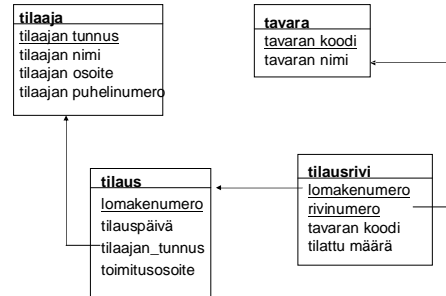 tilaaja
tilaajan tunnus
tilaajan nimi
tilaajan osoite
tilaajan puhelinumero
tavara
tavaran koodi
tavaran nimi
tilaus
lomakenumero
tilauspäivä
tilaajan_tunnus
toimitusosoite
tilausrivi
lomakenumero
rivinumero
tavaran koodi
tilattu määrä